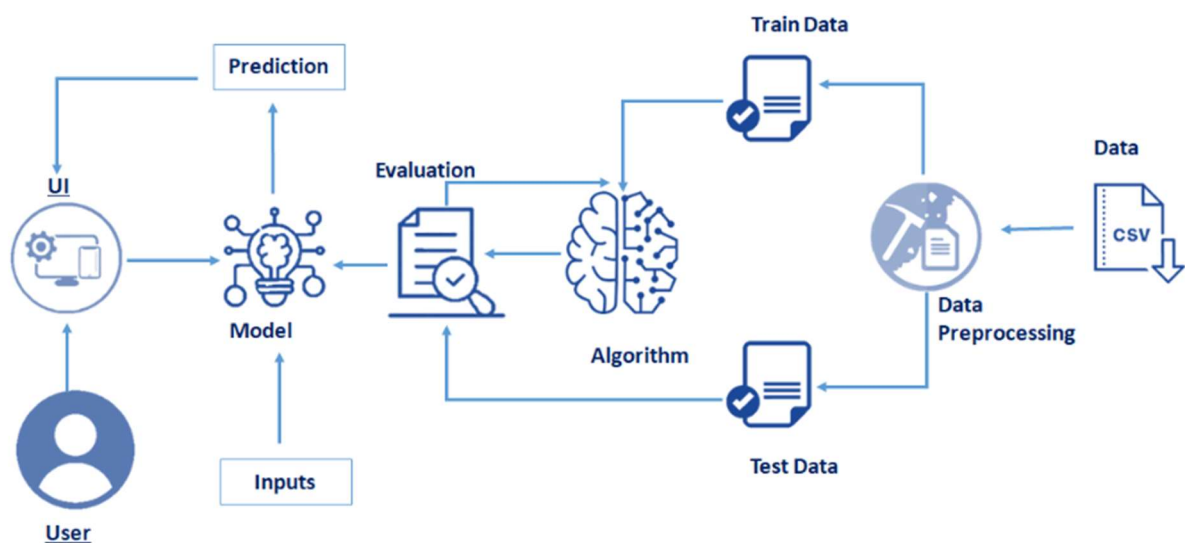 Train Data
Prediction
Evaluation
Data
UI
CSV
Model
Data
Preprocessing
Algorithm
Test Data
Inputs
User